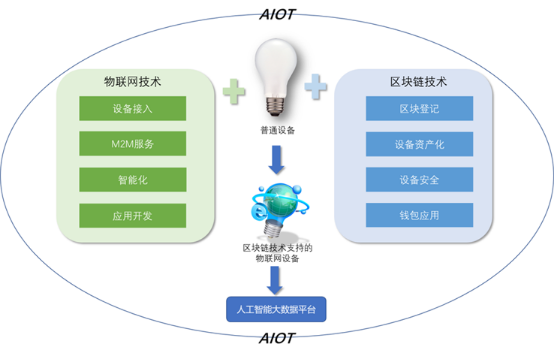 AIOT
物联网技术
设备接入
M2M服务
智能化
应用开发
普通设备
区块链技术支持的
物联网设备
人工智能大数据平台
区块链技术
区块登记
设备资产化
设备安全
钱包应用
AIOT